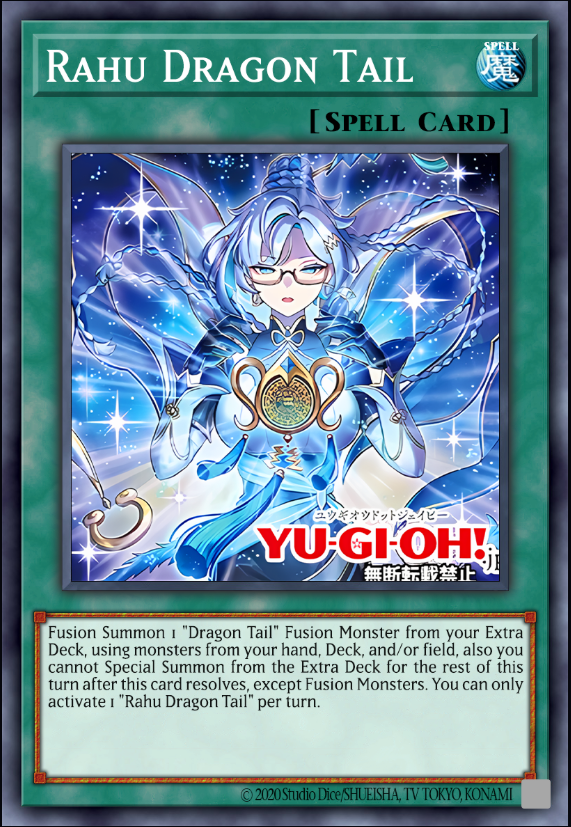 RAHU DRAGON TAIL
SPELL
魔
[SPELL CARD]
ユウギオウドットジェイピー
YU-GI-OH!
無断転載禁止
Fusion Summon 1 "Dragon Tail" Fusion Monster from your Extra
Deck, using monsters from your hand, Deck, and/or field, also you
cannot Special Summon from the Extra Deck for the rest of this
turn after this card resolves, except Fusion Monsters. You can only
activate 1 "Rahu Dragon Tail" per turn.
©2020 Studio Dice/SHUEISHA, TV TOKYO, KONAMI